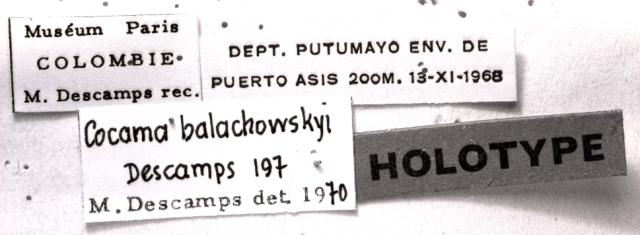 Muséum Paris
COLOMBIE
M. Descamps rec.
DEPT. PUTUMAYO ENV. DE
PUERTO ASIS 200M. 13-XI-1968
Cocama balachowskyi
Descamps 197
M. Descamps det. 1970
HOLOTYPE